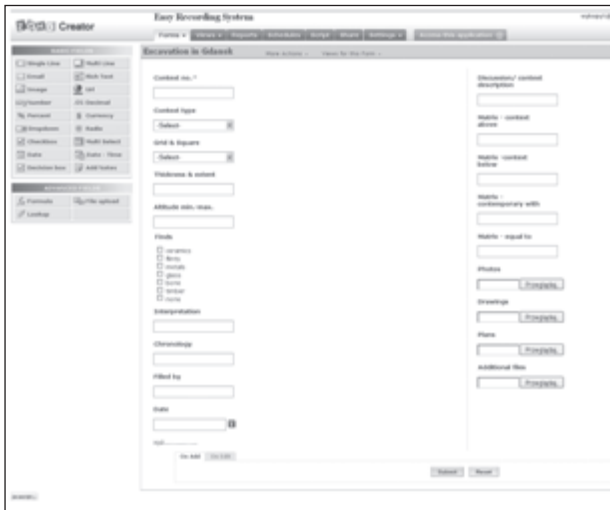 ZOHO Creator
Easy Recording System
Forms
Views
Reports
Schedules
Script
Share
Settings
Access this application
BASIC FIELDS
Single Line
Multi Line
Email
Rich Text
Image
Url
Number
Decimal
Percent
Currency
Dropdown
Radio
Checkbox
Multi Select
Date
Date - Time
Decision box
Add Notes
ADVANCED FIELDS
Formula
File upload
Lookup
Excavation in Gdansk
More Actions
Views for this Form
Context no. *
Context type
-Select-
Grid & Square
-Select-
Thickness & extent
Altitude min.-max.
Finds
ceramics
flints
metals
glass
bone
timber
none
Interpretation
Chronology
Filled by
Date
Discussion/ context
description
Matrix - context
above
Matrix -context
below
Matrix -
contemporary with
Matrix - equal to
Photos
Przeglądaj
Drawings
Przeglądaj
Plans
Przeglądaj
Additional files
Przeglądaj
On Add
On Edit
Submit
Reset